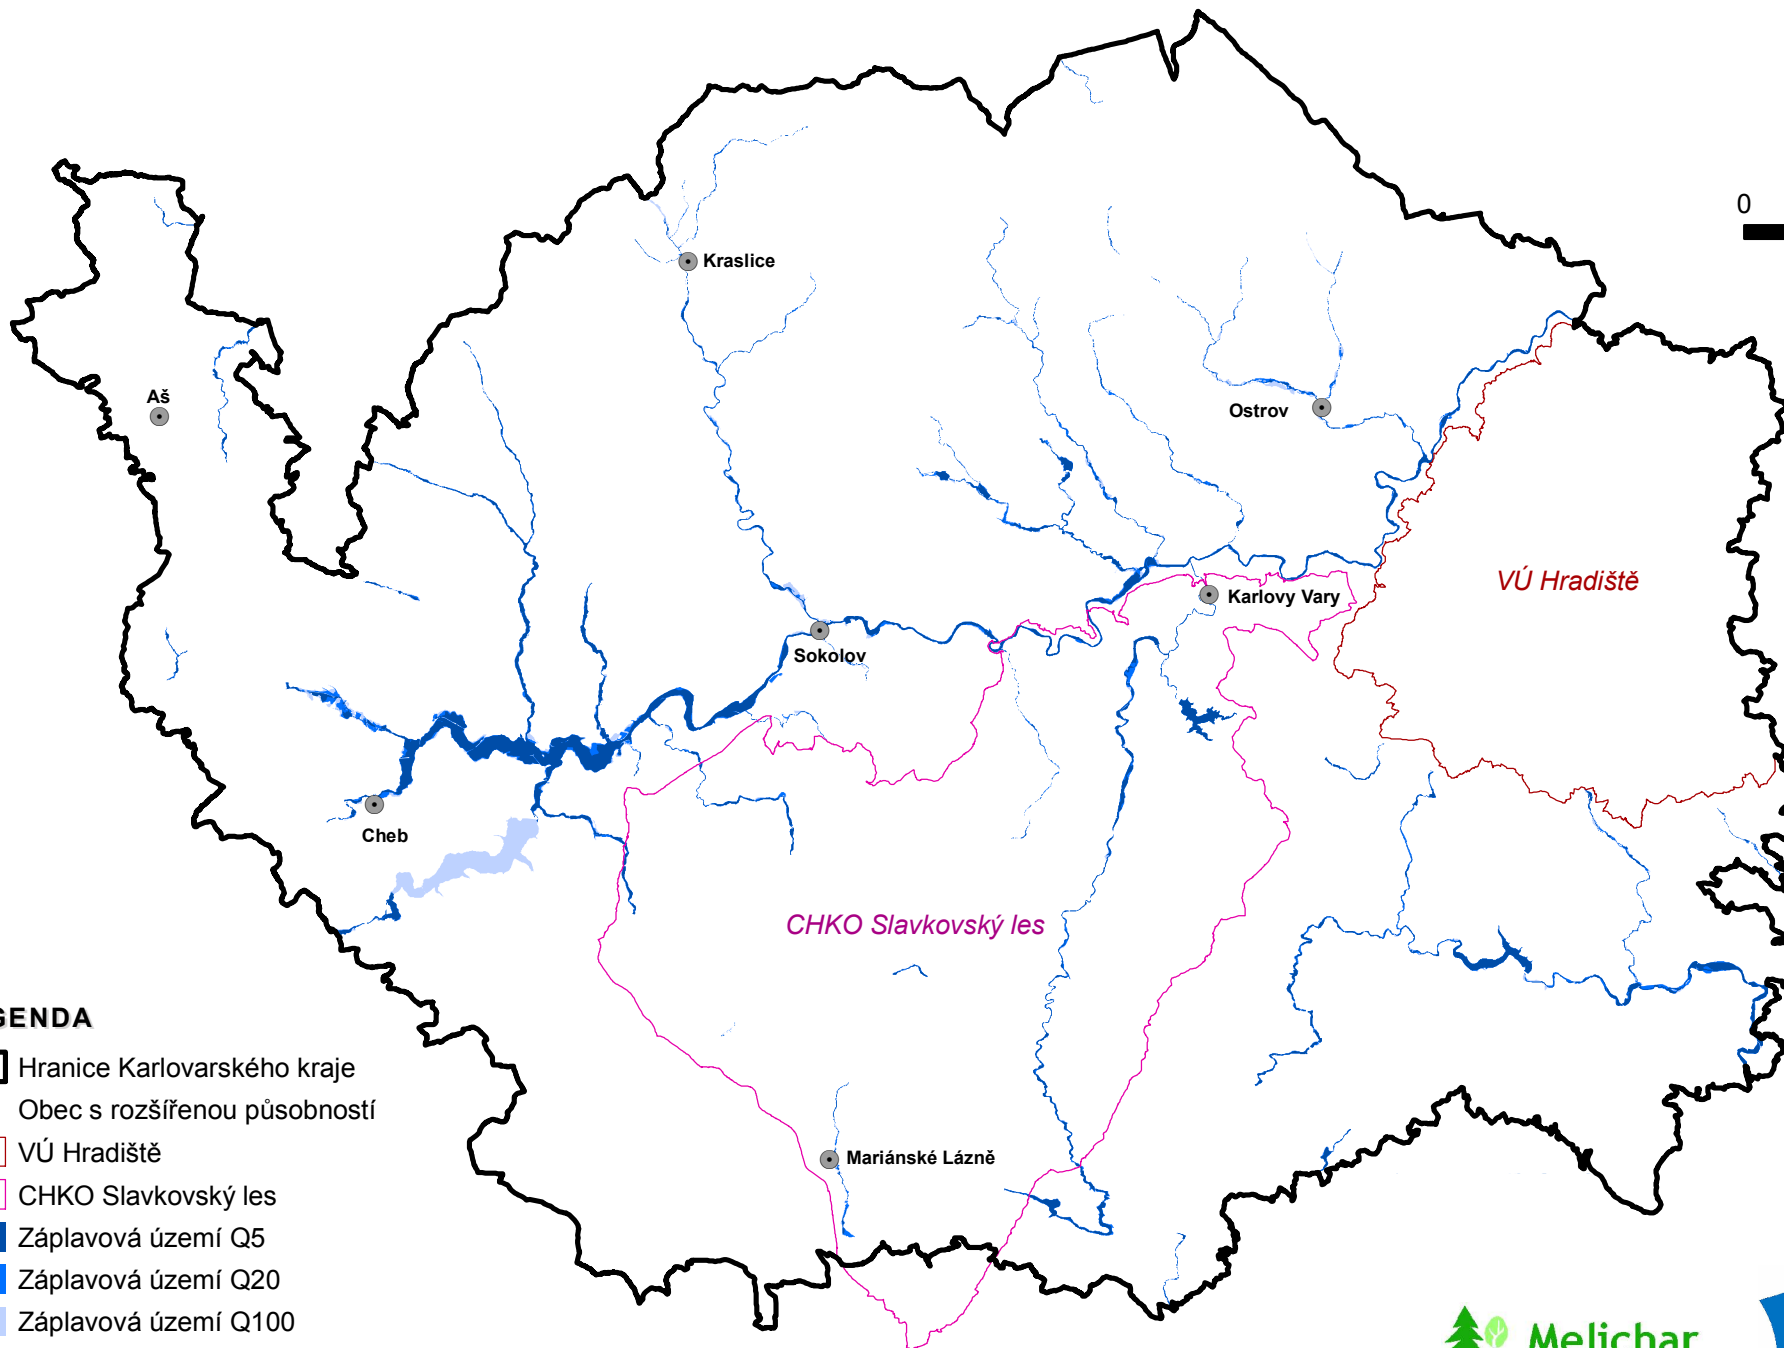 0
Kraslice
Aš
Ostrov
VÚ Hradiště
Karlovy Vary
Sokolov
Cheb
CHKO Slavkovský les
GENDA
Hranice Karlovarského kraje
Obec s rozšířenou působností
VÚ Hradiště
CHKO Slavkovský les
Záplavová území Q5
Záplavová území Q20
Záplavová území Q100
Mariánské Lázně
Melichar